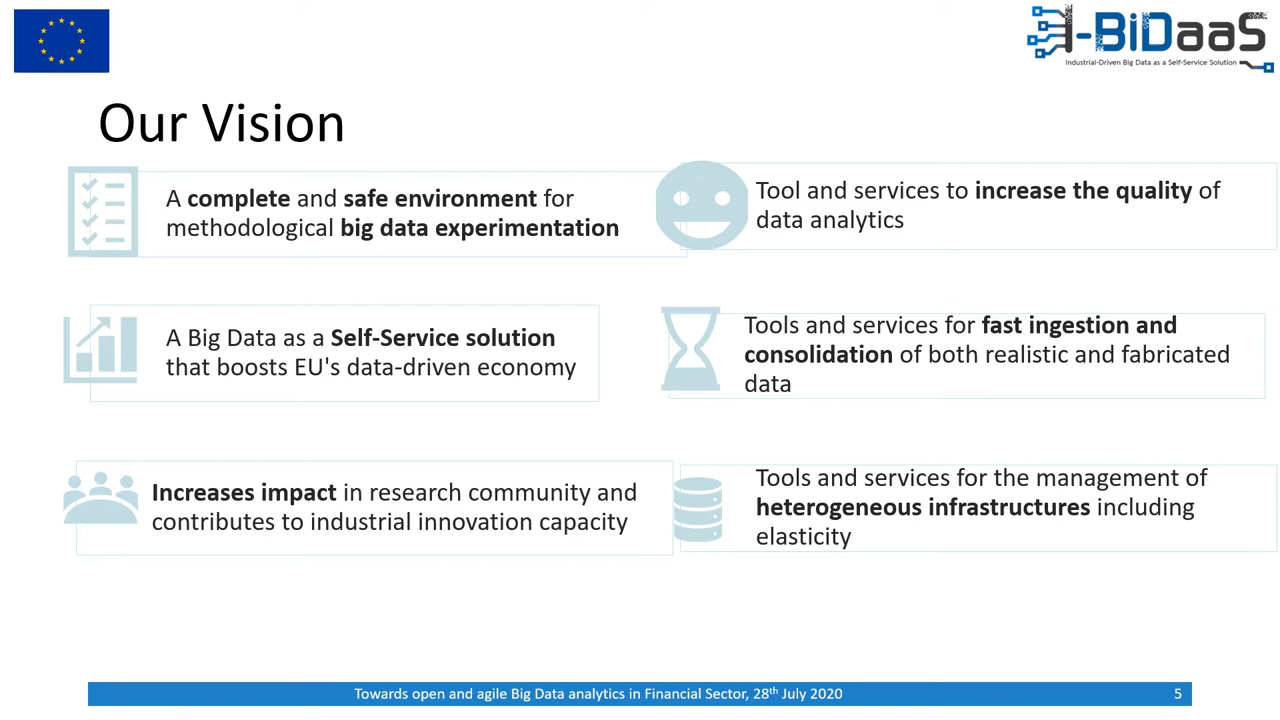 I-BiDaaS
Industrial-Driven Big Data as a Self-Service Solution
Our Vision
A complete and safe environment for
methodological big data experimentation
Tool and services to increase the quality of
data analytics
A Big Data as a Self-Service solution
that boosts EU's data-driven economy
Tools and services for fast ingestion and
consolidation of both realistic and fabricated
data
Increases impact in research community and
contributes to industrial innovation capacity
Tools and services for the management of
heterogeneous infrastructures including
elasticity
Towards open and agile Big Data analytics in Financial Sector, 28th July 2020
5